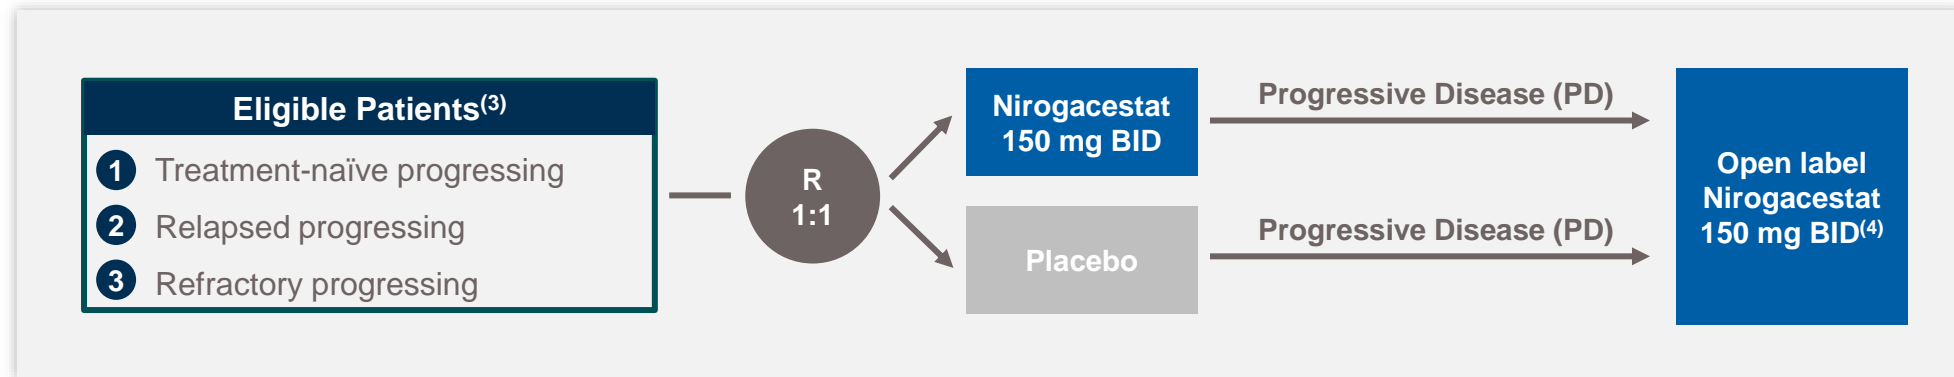 Eligible Patients(3)
1 Treatment-naïve progressing
2 Relapsed progressing
3 Refractory progressing
R
1:1
Nirogacestat
150 mg BID
Placebo
Progressive Disease (PD)
Progressive Disease (PD)
Open label
Nirogacestat
150 mg BID(4)